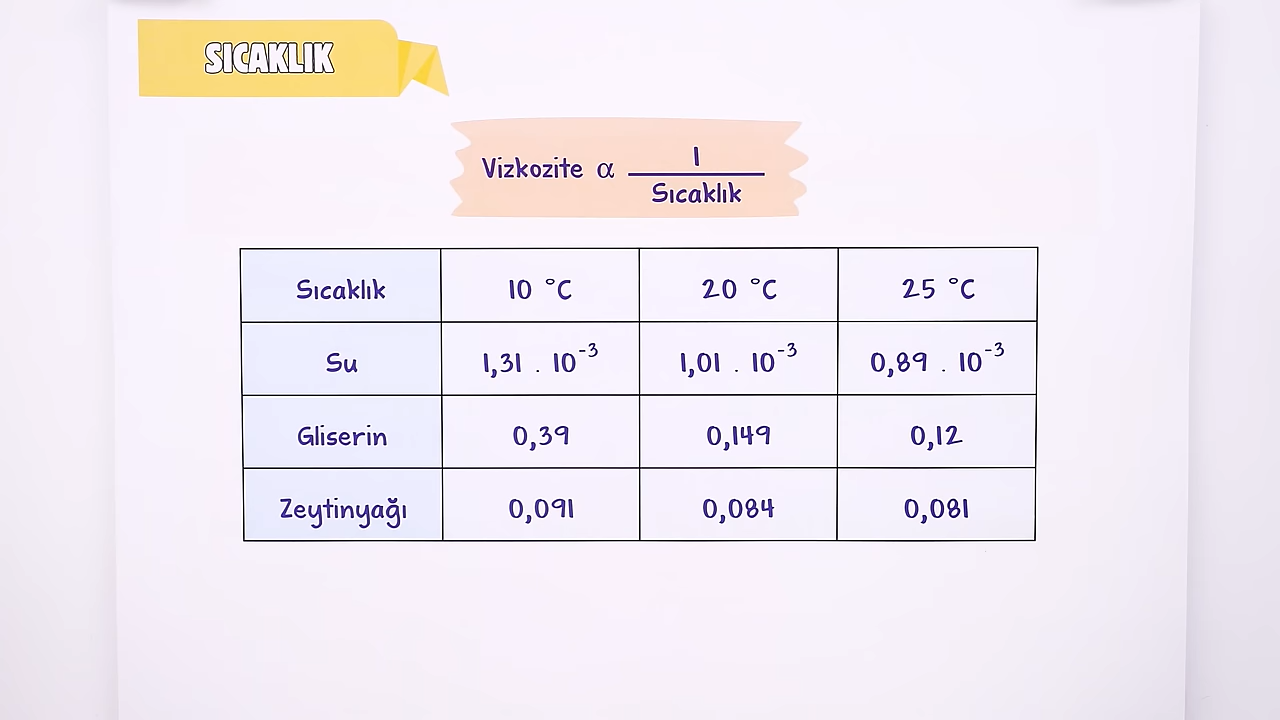 SICAKLIK
Vizkozite α 1
Sıcaklık
Sıcaklık 10 °C 20 °C 25 °C
Su 1,31 . 10⁻³ 1,01 . 10⁻³ 0,89 . 10⁻³
Gliserin 0,39 0,149 0,12
Zeytinyağı 0,091 0,084 0,081